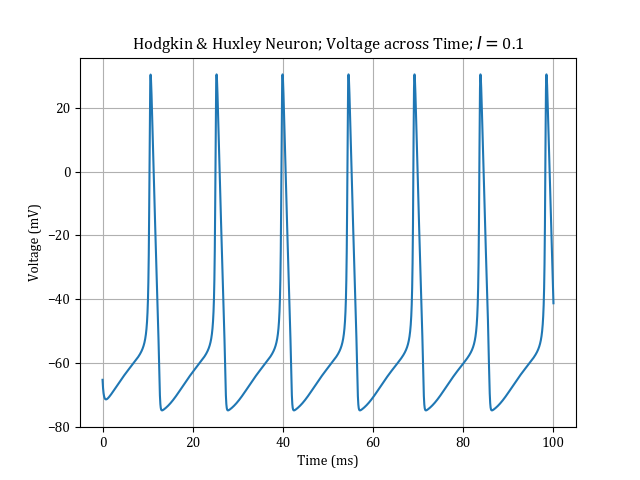 Hodgkin & Huxley Neuron; Voltage across Time; I = 0.1
20
0
−20
−40
−60
−80
Voltage (mV)
0 20 40 60 80 100
Time (ms)